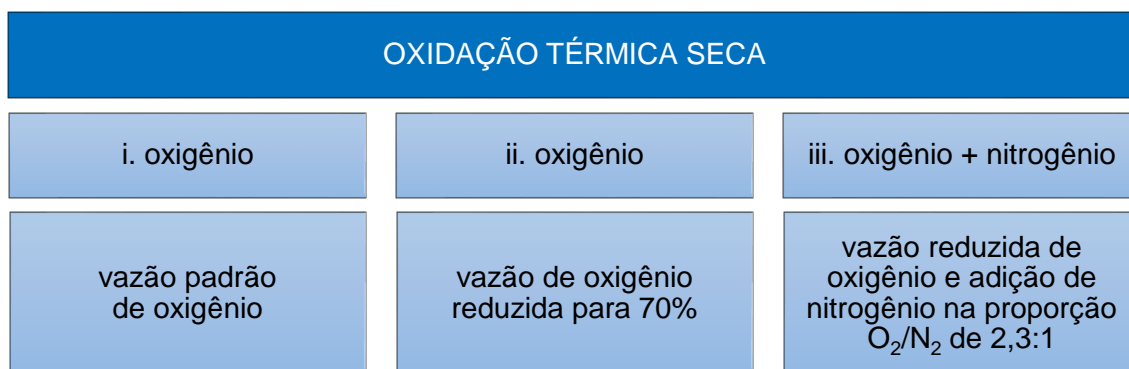 OXIDAÇÃO TÉRMICA SECA
i. oxigênio
ii. oxigênio
iii. oxigênio + nitrogênio
vazão padrão
de oxigênio
vazão de oxigênio
reduzida para 70%
vazão reduzida de
oxigênio e adição de
nitrogênio na proporção
O₂/N₂ de 2,3:1